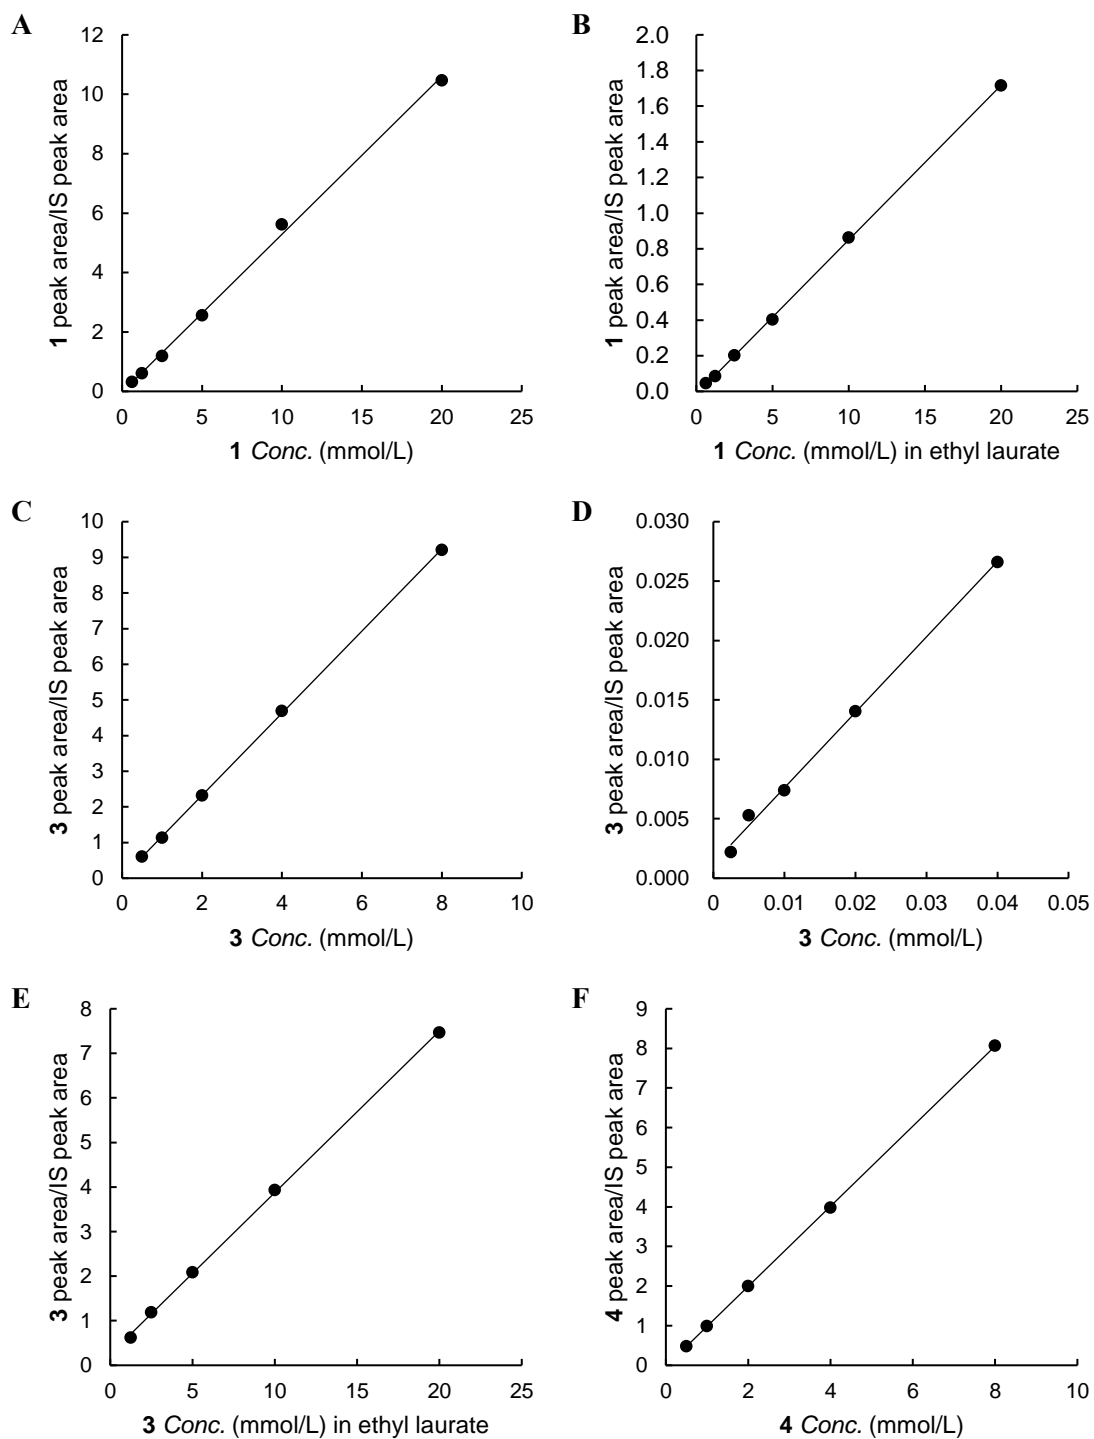 A
12
10
8
6
4
2
0
1 peak area/IS peak area
0 5 10 15 20 25
1 Conc. (mmol/L)
B
2.0
1.8
1.6
1.4
1.2
1.0
0.8
0.6
0.4
0.2
0.0
1 peak area/IS peak area
0 5 10 15 20 25
1 Conc. (mmol/L) in ethyl laurate
C
10
9
8
7
6
5
4
3
2
1
0
3 peak area/IS peak area
0 2 4 6 8 10
3 Conc. (mmol/L)
D
0.030
0.025
0.020
0.015
0.010
0.005
0.000
3 peak area/IS peak area
0 0.01 0.02 0.03 0.04 0.05
3 Conc. (mmol/L)
E
8
7
6
5
4
3
2
1
0
3 peak area/IS peak area
0 5 10 15 20 25
3 Conc. (mmol/L) in ethyl laurate
F
9
8
7
6
5
4
3
2
1
0
4 peak area/IS peak area
0 2 4 6 8 10
4 Conc. (mmol/L)